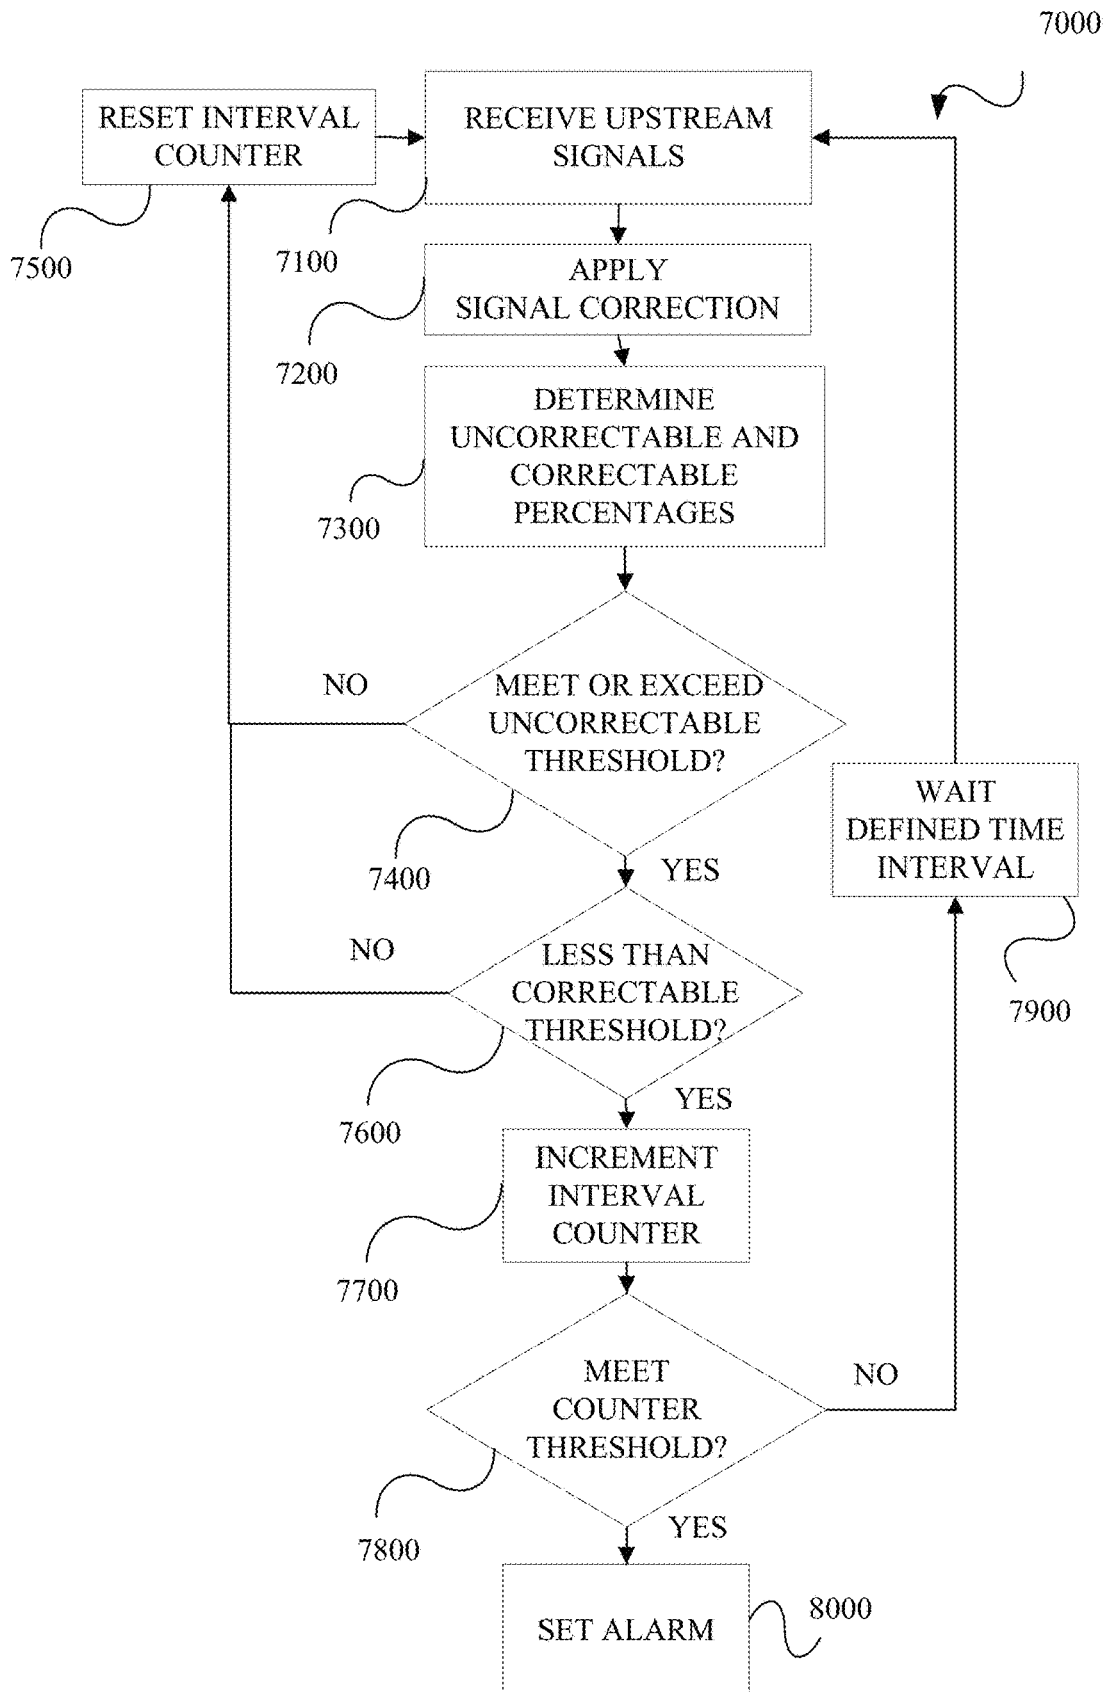 7000
RESET INTERVAL
COUNTER
RECEIVE UPSTREAM
SIGNALS
7500
7100
APPLY
SIGNAL CORRECTION
7200
DETERMINE
UNCORRECTABLE AND
CORRECTABLE
PERCENTAGES
7300
NO
MEET OR EXCEED
UNCORRECTABLE
THRESHOLD?
7400
YES
WAIT
DEFINED TIME
INTERVAL
7900
NO
LESS THAN
CORRECTABLE
THRESHOLD?
7600
YES
INCREMENT
INTERVAL
COUNTER
7700
MEET
COUNTER
THRESHOLD?
NO
7800
YES
SET ALARM
8000